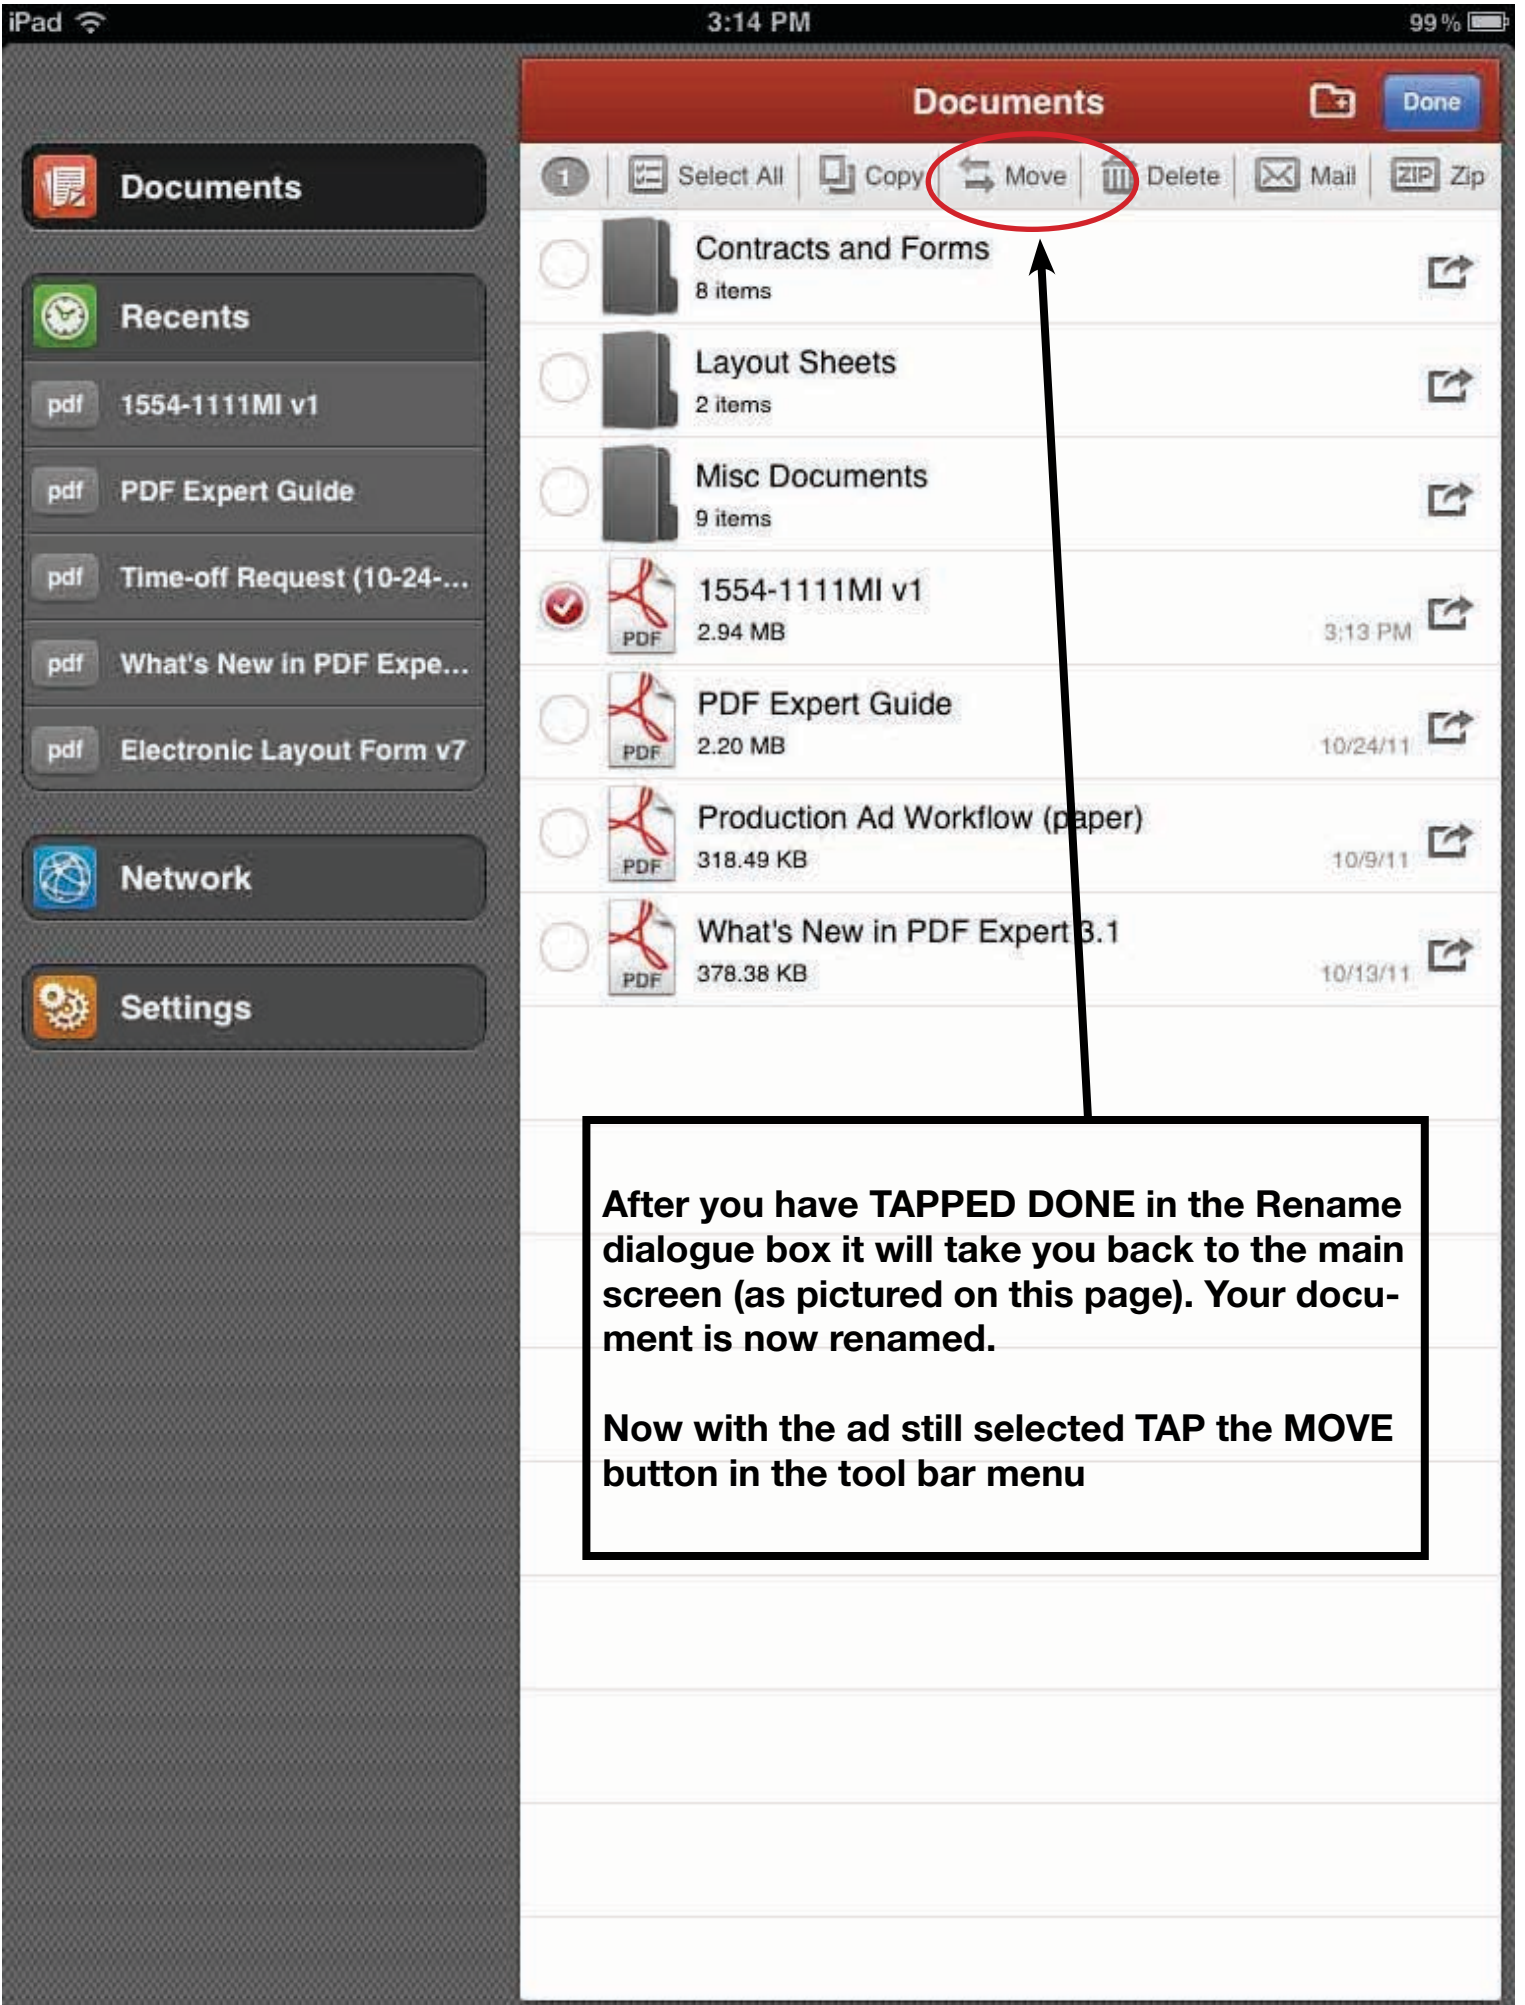 iPad 3:14 PM 99%
Documents Done
1 Select All Copy Move Delete Mail ZIP Zip
Documents
Recents
pdf 1554-1111MI v1
pdf PDF Expert Guide
pdf Time-off Request (10-24-...
pdf What's New in PDF Expe...
pdf Electronic Layout Form v7
Network
Settings
Contracts and Forms
8 items
Layout Sheets
2 items
Misc Documents
9 items
1554-1111MI v1
PDF 2.94 MB 3:13 PM
PDF Expert Guide
PDF 2.20 MB 10/24/11
Production Ad Workflow (paper)
PDF 318.49 KB 10/9/11
What's New in PDF Expert 3.1
PDF 378.38 KB 10/13/11
After you have TAPPED DONE in the Rename
dialogue box it will take you back to the main
screen (as pictured on this page). Your docu-
ment is now renamed.
Now with the ad still selected TAP the MOVE
button in the tool bar menu